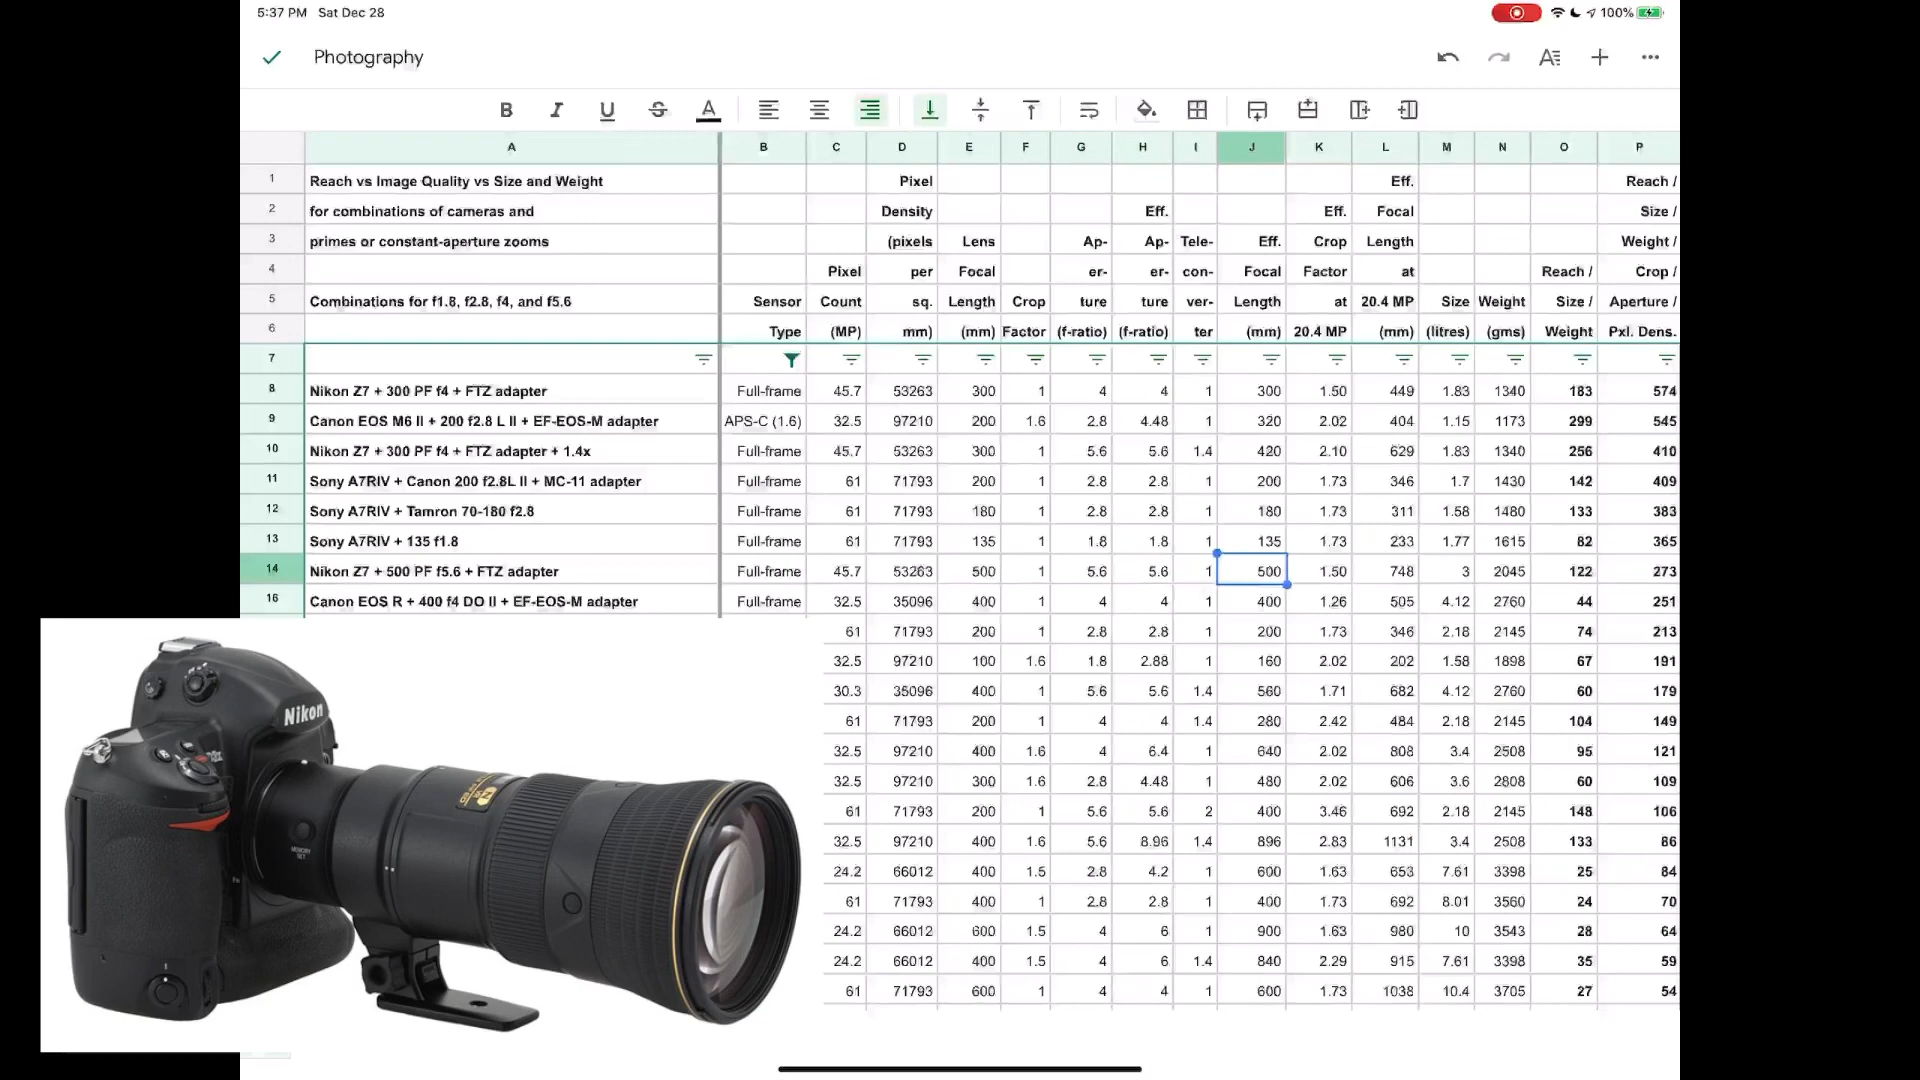 5:37 PM Sat Dec 28 100%
Photography
B I U S A
A B C D E F G H I J K L M N O P
1 Reach vs Image Quality vs Size and Weight Pixel Eff. Reach /
2 for combinations of cameras and Density Eff. Eff. Focal Size /
3 primes or constant-aperture zooms (pixels Lens Ap- Ap- Tele- Eff. Crop Length Weight /
4 Pixel per Focal er- er- con- Focal Factor at Reach / Crop /
5 Combinations for f1.8, f2.8, f4, and f5.6 Sensor Count sq. Length Crop ture ture ver- Length at 20.4 MP Size Weight Size / Aperture /
6 Type (MP) mm) (mm) Factor (f-ratio) (f-ratio) ter (mm) 20.4 MP (mm) (litres) (gms) Weight Pxl. Dens.
7
8 Nikon Z7 + 300 PF f4 + FTZ adapter Full-frame 45.7 53263 300 1 4 4 1 300 1.50 449 1.83 1340 183 574
9 Canon EOS M6 II + 200 f2.8 L II + EF-EOS-M adapter APS-C (1.6) 32.5 97210 200 1.6 2.8 4.48 1 320 2.02 404 1.15 1173 299 545
10 Nikon Z7 + 300 PF f4 + FTZ adapter + 1.4x Full-frame 45.7 53263 300 1 5.6 5.6 1.4 420 2.10 629 1.83 1340 256 410
11 Sony A7RIV + Canon 200 f2.8L II + MC-11 adapter Full-frame 61 71793 200 1 2.8 2.8 1 200 1.73 346 1.7 1430 142 409
12 Sony A7RIV + Tamron 70-180 f2.8 Full-frame 61 71793 180 1 2.8 2.8 1 180 1.73 311 1.58 1480 133 383
13 Sony A7RIV + 135 f1.8 Full-frame 61 71793 135 1 1.8 1.8 1 135 1.73 233 1.77 1615 82 365
14 Nikon Z7 + 500 PF f5.6 + FTZ adapter Full-frame 45.7 53263 500 1 5.6 5.6 1 500 1.50 748 3 2045 122 273
16 Canon EOS R + 400 f4 DO II + EF-EOS-M adapter Full-frame 32.5 35096 400 1 4 4 1 400 1.26 505 4.12 2760 44 251
61 71793 200 1 2.8 2.8 1 200 1.73 346 2.18 2145 74 213
32.5 97210 100 1.6 1.8 2.88 1 160 2.02 202 1.58 1898 67 191
30.3 35096 400 1 5.6 5.6 1.4 560 1.71 682 4.12 2760 60 179
61 71793 200 1 4 4 1.4 280 2.42 484 2.18 2145 104 149
32.5 97210 400 1.6 4 6.4 1 640 2.02 808 3.4 2508 95 121
32.5 97210 300 1.6 2.8 4.48 1 480 2.02 606 3.6 2808 60 109
61 71793 200 1 5.6 5.6 2 400 3.46 692 2.18 2145 148 106
32.5 97210 400 1.6 5.6 8.96 1.4 896 2.83 1131 3.4 2508 133 86
24.2 66012 400 1.5 2.8 4.2 1 600 1.63 653 7.61 3398 25 84
61 71793 400 1 2.8 2.8 1 400 1.73 692 8.01 3560 24 70
24.2 66012 600 1.5 4 6 1 900 1.63 980 10 3543 28 64
24.2 66012 400 1.5 4 6 1.4 840 2.29 915 7.61 3398 35 59
61 71793 600 1 4 4 1 600 1.73 1038 10.4 3705 27 54
Nikon
MEMORY
SET